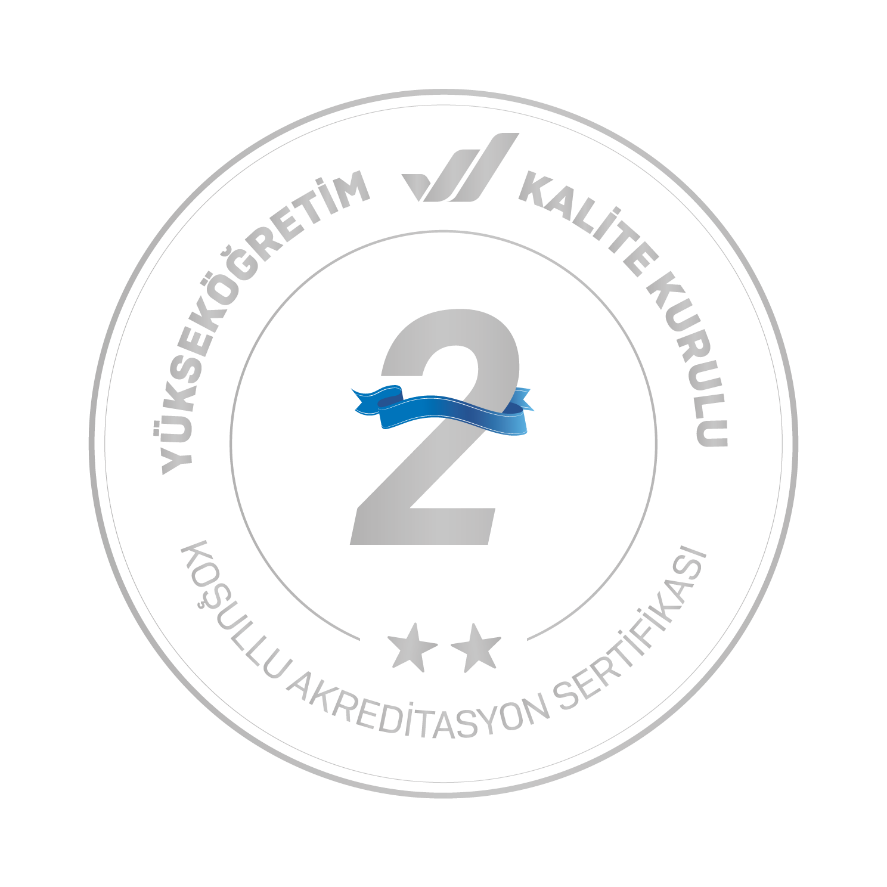 YÜKSEKÖĞRETİM KALİTE KURULU
2
KOŞULLU AKREDİTASYON SERTİFİKASI